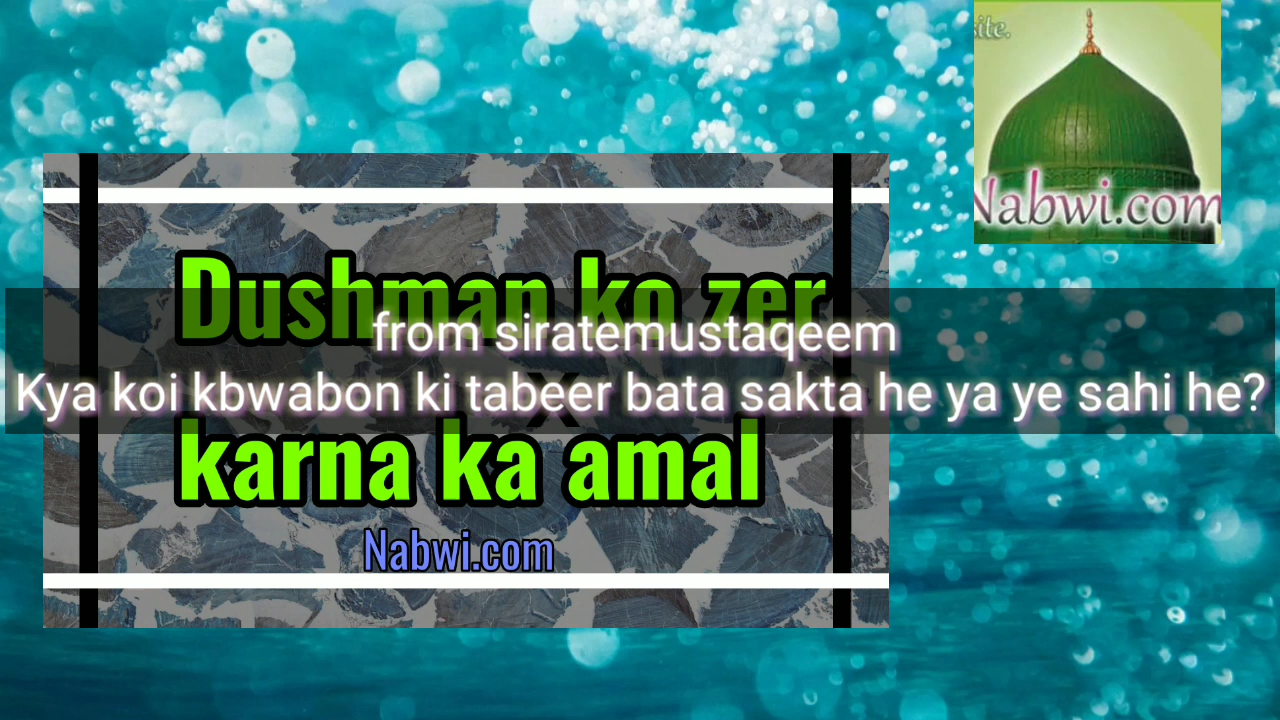 site.
Nabwi.com
Dushman ko zer
from siratemustaqeem
Kya koi kbwabon ki tabeer bata sakta he ya ye sahi he?
karna ka amal
Nabwi.com